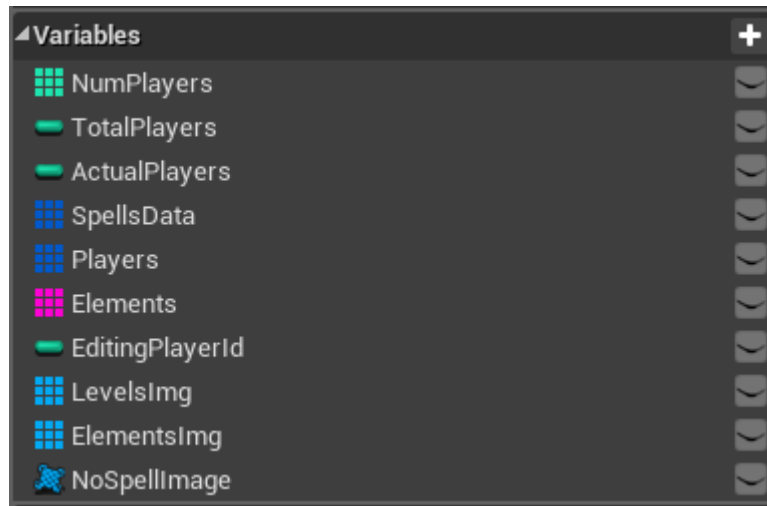 Variables
NumPlayers
TotalPlayers
ActualPlayers
SpellsData
Players
Elements
EditingPlayerId
LevelsImg
ElementsImg
NoSpellImage